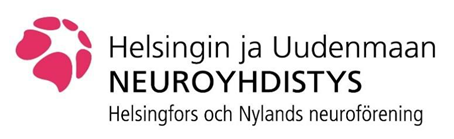 Helsingin ja Uudenmaan
NEUROYHDISTYS
Helsingfors och Nylands neuroförening